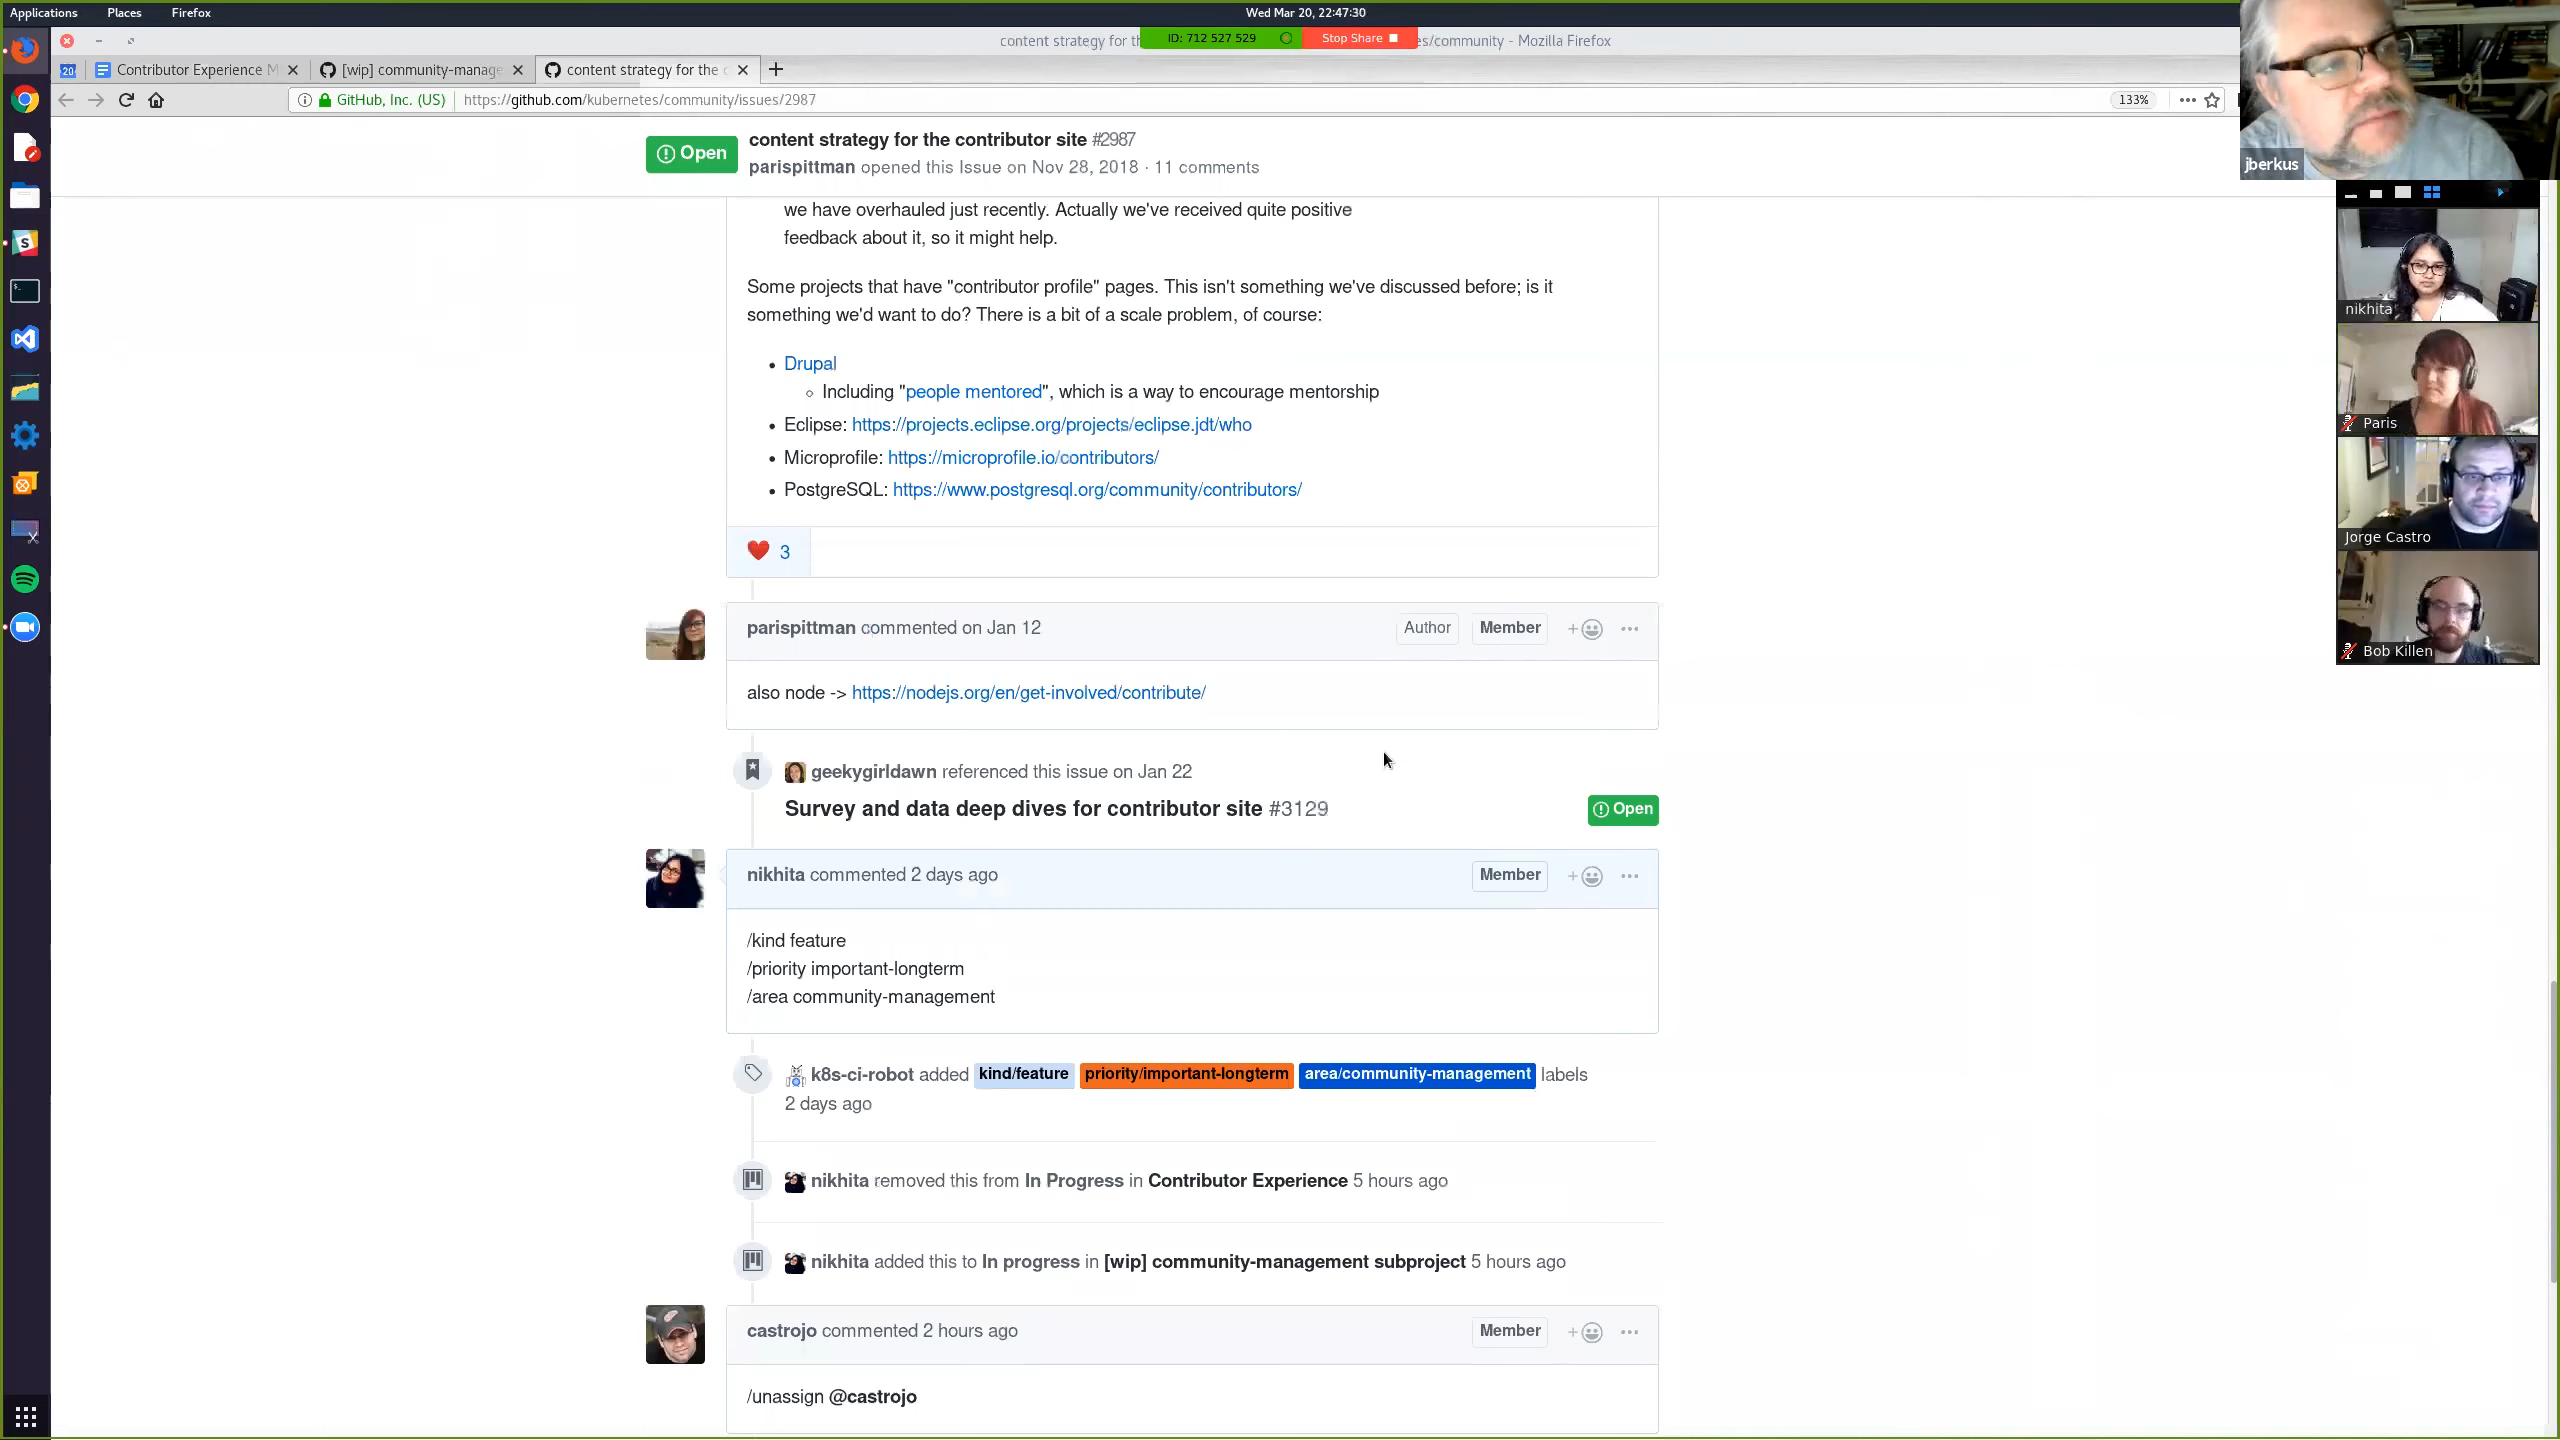 Applications Places Firefox
Wed Mar 20, 22:47:30
ID: 712 527 529
Stop Share
content strategy for th
es/community - Mozilla Firefox
20
Contributor Experience M
[wip] community-manage
content strategy for the c
GitHub, Inc. (US)
https://github.com/kubernetes/community/issues/2987
133%
Open
content strategy for the contributor site #2987
parispittman opened this Issue on Nov 28, 2018 · 11 comments
we have overhauled just recently. Actually we've received quite positive
feedback about it, so it might help.
Some projects that have "contributor profile" pages. This isn't something we've discussed before; is it
something we'd want to do? There is a bit of a scale problem, of course:
Drupal
Including "people mentored", which is a way to encourage mentorship
Eclipse: https://projects.eclipse.org/projects/eclipse.jdt/who
Microprofile: https://microprofile.io/contributors/
PostgreSQL: https://www.postgresql.org/community/contributors/
3
parispittman commented on Jan 12
Author
Member
also node -> https://nodejs.org/en/get-involved/contribute/
geekygirldawn referenced this issue on Jan 22
Survey and data deep dives for contributor site #3129
Open
nikhita commented 2 days ago
Member
/kind feature
/priority important-longterm
/area community-management
k8s-ci-robot added kind/feature priority/important-longterm area/community-management labels
2 days ago
nikhita removed this from In Progress in Contributor Experience 5 hours ago
nikhita added this to In progress in [wip] community-management subproject 5 hours ago
castrojo commented 2 hours ago
Member
/unassign @castrojo
jberkus
nikhita
Paris
Jorge Castro
Bob Killen